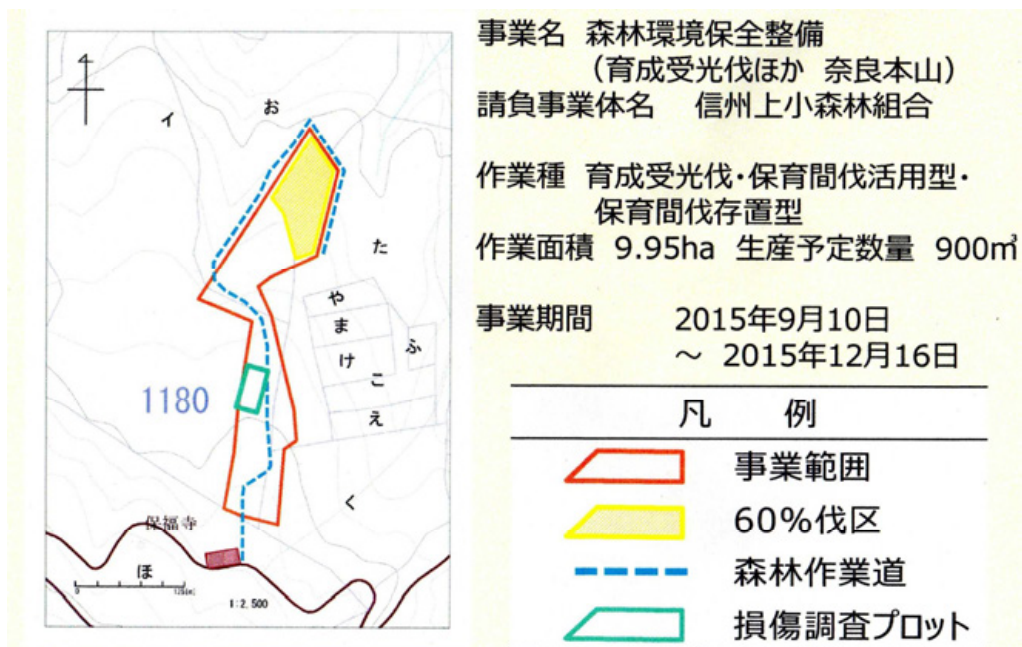 事業名 森林環境保全整備
（育成受光伐ほか 奈良本山）
請負事業体名 信州上小森林組合
作業種 育成受光伐・保育間伐活用型・
保育間伐存置型
作業面積 9.95ha 生産予定数量 900㎥
事業期間 2015年9月10日
～ 2015年12月16日
凡 例
事業範囲
60%伐区
森林作業道
損傷調査プロット
イ
お
た
や
ま
ふ
け
こ
え
1180
く
保福寺
ほ
0
1:2,500